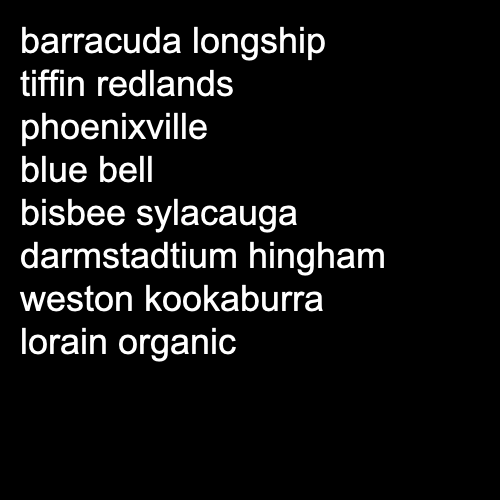 barracuda longship
tiffin redlands
phoenixville
blue bell
bisbee sylacauga
darmstadtium hingham
weston kookaburra
lorain organic